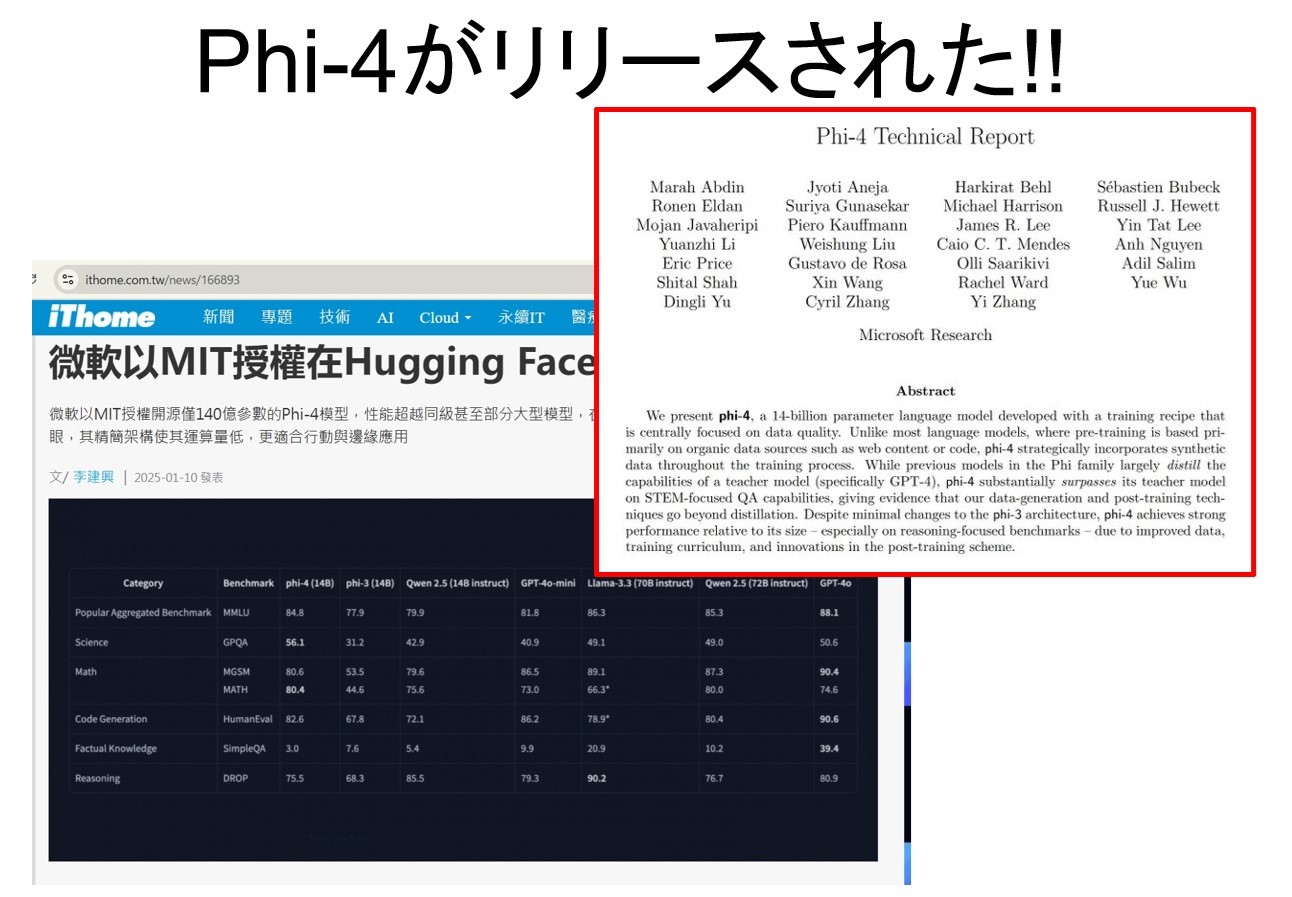 Phi-4がリリースされた!!
Phi-4 Technical Report
Marah Abdin Jyoti Aneja Harkirat Behl Sébastien Bubeck
Ronen Eldan Suriya Gunasekar Michael Harrison Russell J. Hewett
Mojan Javaheripi Piero Kauffmann James R. Lee Yin Tat Lee
Yuanzhi Li Weishung Liu Caio C. T. Mendes Anh Nguyen
Eric Price Gustavo de Rosa Olli Saarikivi Adil Salim
Shital Shah Xin Wang Rachel Ward Yue Wu
Dingli Yu Cyril Zhang Yi Zhang
Microsoft Research
Abstract
We present phi-4, a 14-billion parameter language model developed with a training recipe that
is centrally focused on data quality. Unlike most language models, where pre-training is based pri-
marily on organic data sources such as web content or code, phi-4 strategically incorporates synthetic
data throughout the training process. While previous models in the Phi family largely distill the
capabilities of a teacher model (specifically GPT-4), phi-4 substantially surpasses its teacher model
on STEM-focused QA capabilities, giving evidence that our data-generation and post-training tech-
niques go beyond distillation. Despite minimal changes to the phi-3 architecture, phi-4 achieves strong
performance relative to its size – especially on reasoning-focused benchmarks – due to improved data,
training curriculum, and innovations in the post-training scheme.
ithome.com.tw/news/166893
iThome 新聞 專題 技術 AI Cloud 永續IT 醫
微軟以MIT授權在Hugging Face
微軟以MIT授權開源僅140億參數的Phi-4模型，性能超越同級甚至部分大型模型，在
眼，其精簡架構使其運算量低，更適合行動與邊緣應用
文/ 李建興 | 2025-01-10 發表
Category Benchmark phi-4 (14B) phi-3 (14B) Qwen 2.5 (14B instruct) GPT-4o-mini Llama-3.3 (70B instruct) Qwen 2.5 (72B instruct) GPT-4o
Popular Aggregated Benchmark MMLU 84.8 77.9 79.9 81.8 86.3 85.3 88.1
Science GPQA 56.1 31.2 42.9 40.9 49.1 49.0 50.6
Math MGSM 80.6 53.5 79.6 86.5 89.1 87.3 90.4
MATH 80.4 44.6 75.6 73.0 66.3* 80.0 74.6
Code Generation HumanEval 82.6 67.8 72.1 86.2 78.9* 80.4 90.6
Factual Knowledge SimpleQA 3.0 7.6 5.4 9.9 20.9 10.2 39.4
Reasoning DROP 75.5 68.3 85.5 79.3 90.2 76.7 80.9